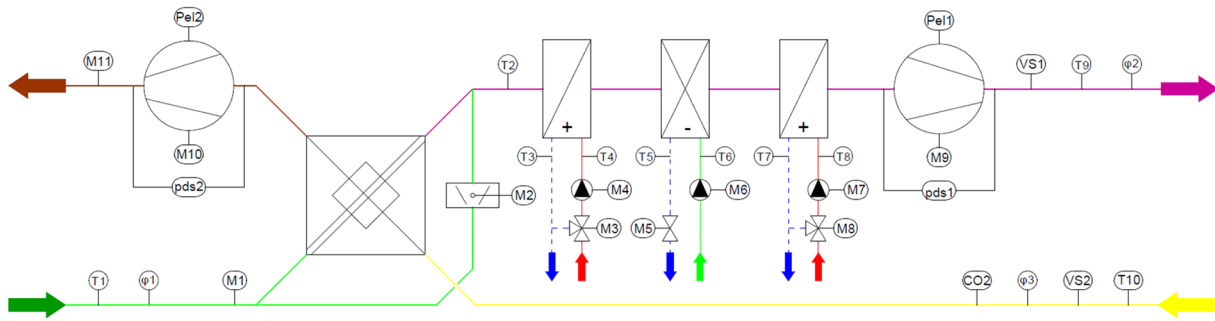 Pel2
Pel1
M11
T2
VS1
T9
φ2
+
-
+
M10
M9
T3
T4
T5
T6
T7
T8
pds2
M2
M4
M6
M7
pds1
M3
M5
M8
T1
φ1
M1
CO2
φ3
VS2
T10